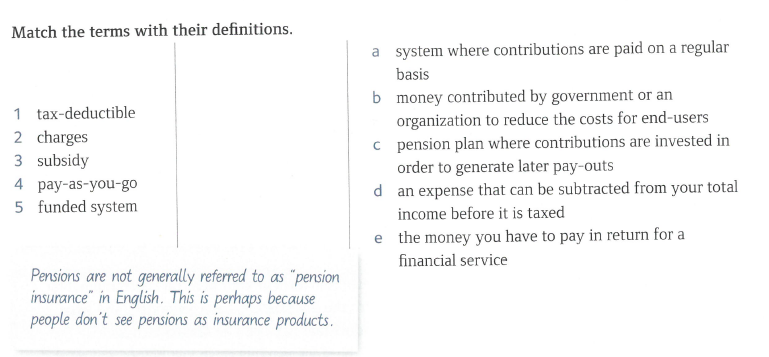 Match the terms with their definitions.
1 tax-deductible
2 charges
3 subsidy
4 pay-as-you-go
5 funded system
a system where contributions are paid on a regular
basis
b money contributed by government or an
organization to reduce the costs for end-users
c pension plan where contributions are invested in
order to generate later pay-outs
d an expense that can be subtracted from your total
income before it is taxed
e the money you have to pay in return for a
financial service
Pensions are not generally referred to as "pension
insurance" in English. This is perhaps because
people don't see pensions as insurance products.